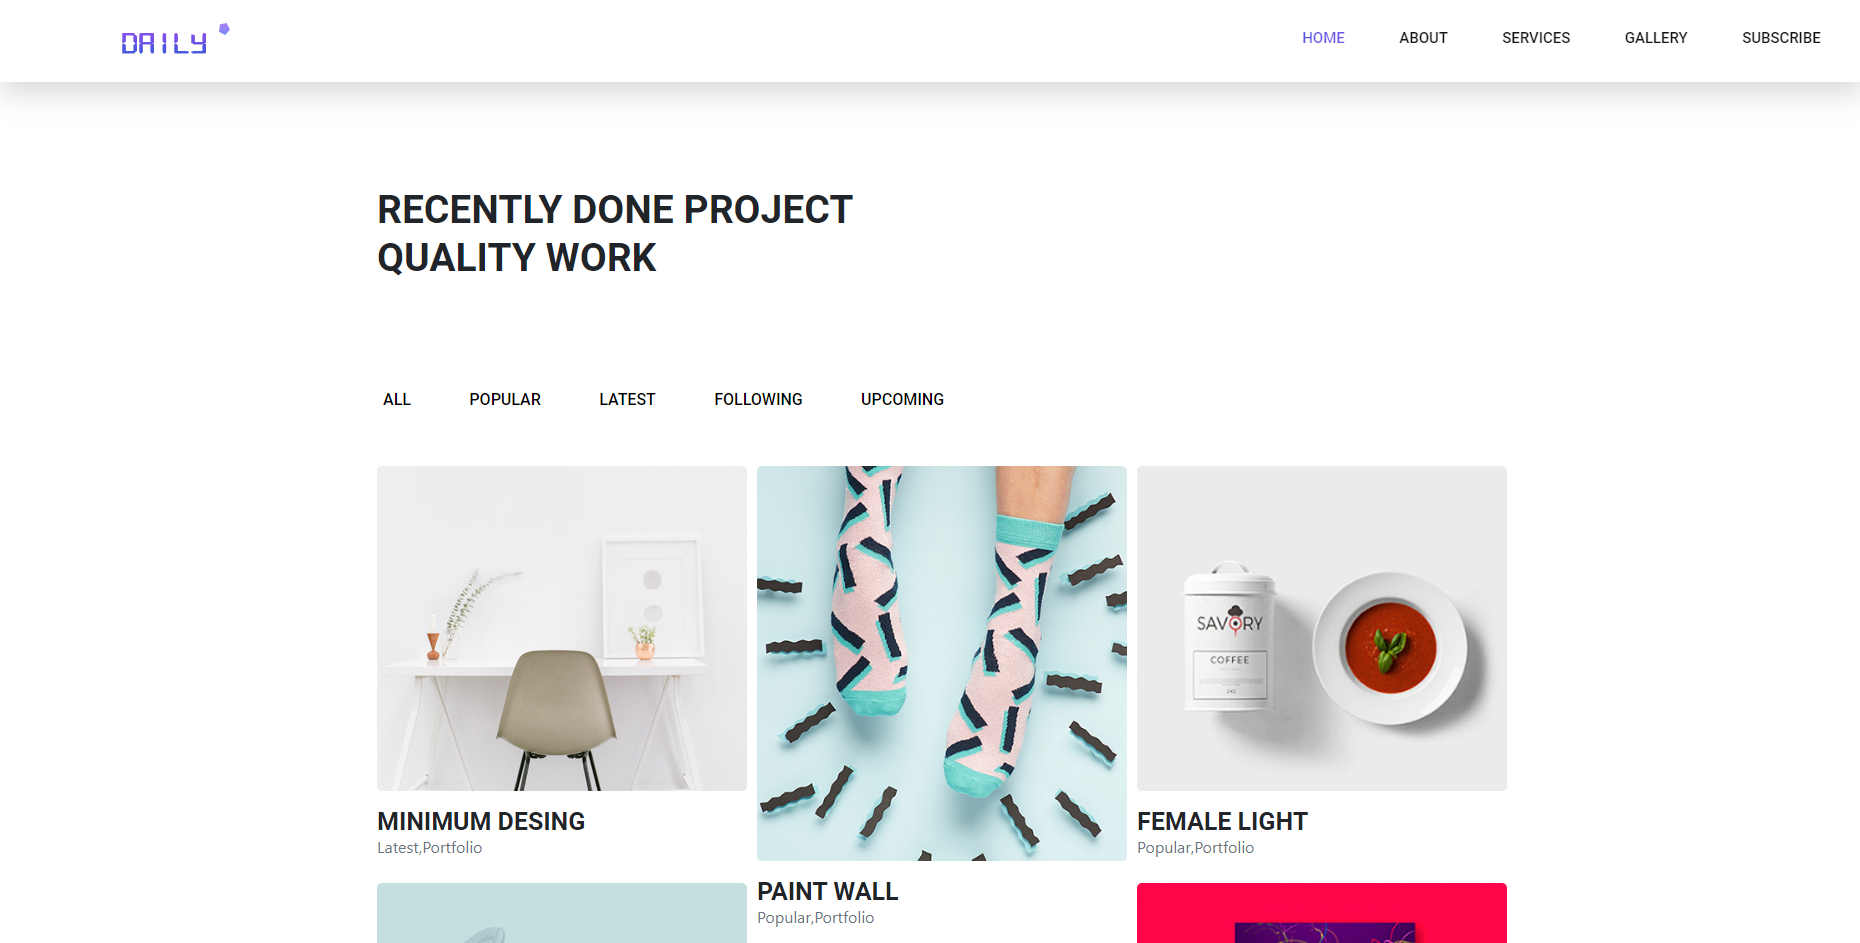 DAILY
HOME ABOUT SERVICES GALLERY SUBSCRIBE
RECENTLY DONE PROJECT
QUALITY WORK
ALL POPULAR LATEST FOLLOWING UPCOMING
SAVORY
COFFEE
MINIMUM DESING
Latest,Portfolio
FEMALE LIGHT
Popular,Portfolio
PAINT WALL
Popular,Portfolio